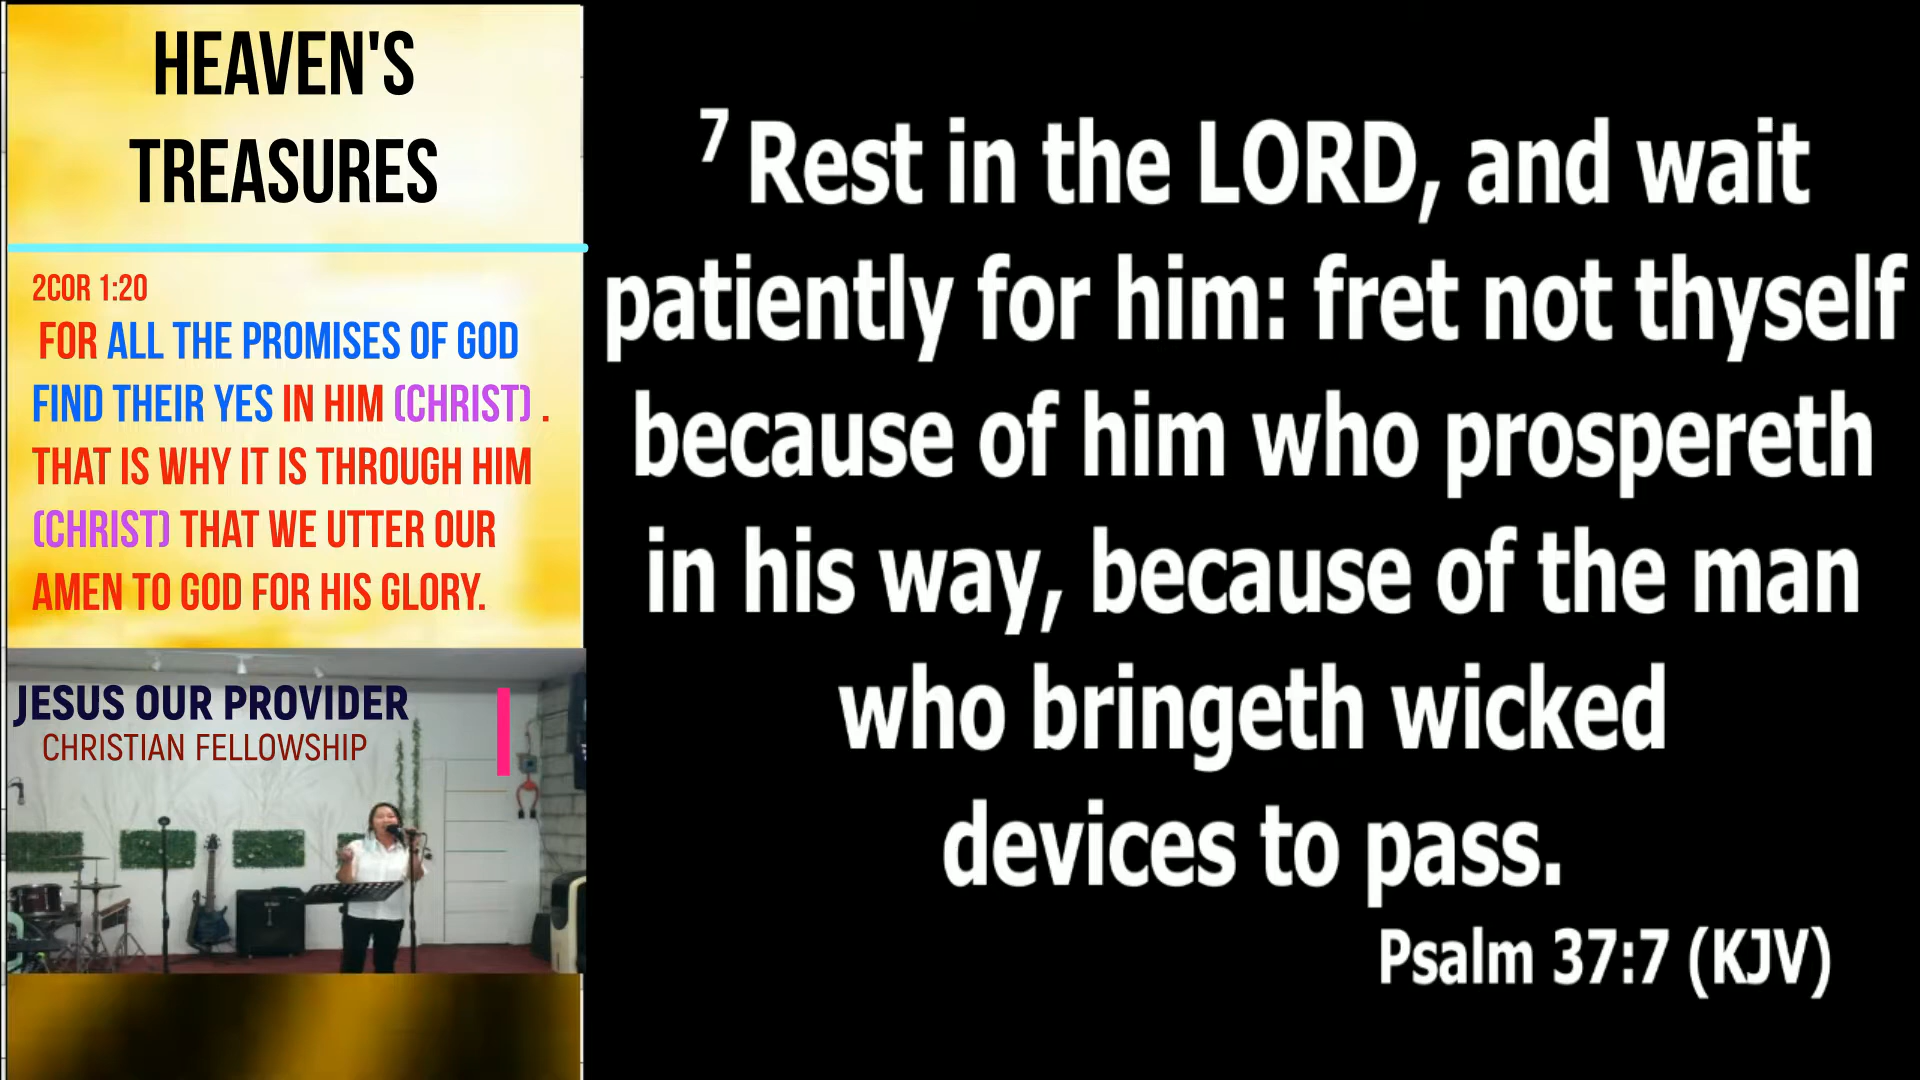 HEAVEN'S
TREASURES
2COR 1:20
FOR ALL THE PROMISES OF GOD
FIND THEIR YES IN HIM (CHRIST) .
THAT IS WHY IT IS THROUGH HIM
(CHRIST) THAT WE UTTER OUR
AMEN TO GOD FOR HIS GLORY.
JESUS OUR PROVIDER
CHRISTIAN FELLOWSHIP
7 Rest in the LORD, and wait
patiently for him: fret not thyself
because of him who prospereth
in his way, because of the man
who bringeth wicked
devices to pass.
Psalm 37:7 (KJV)